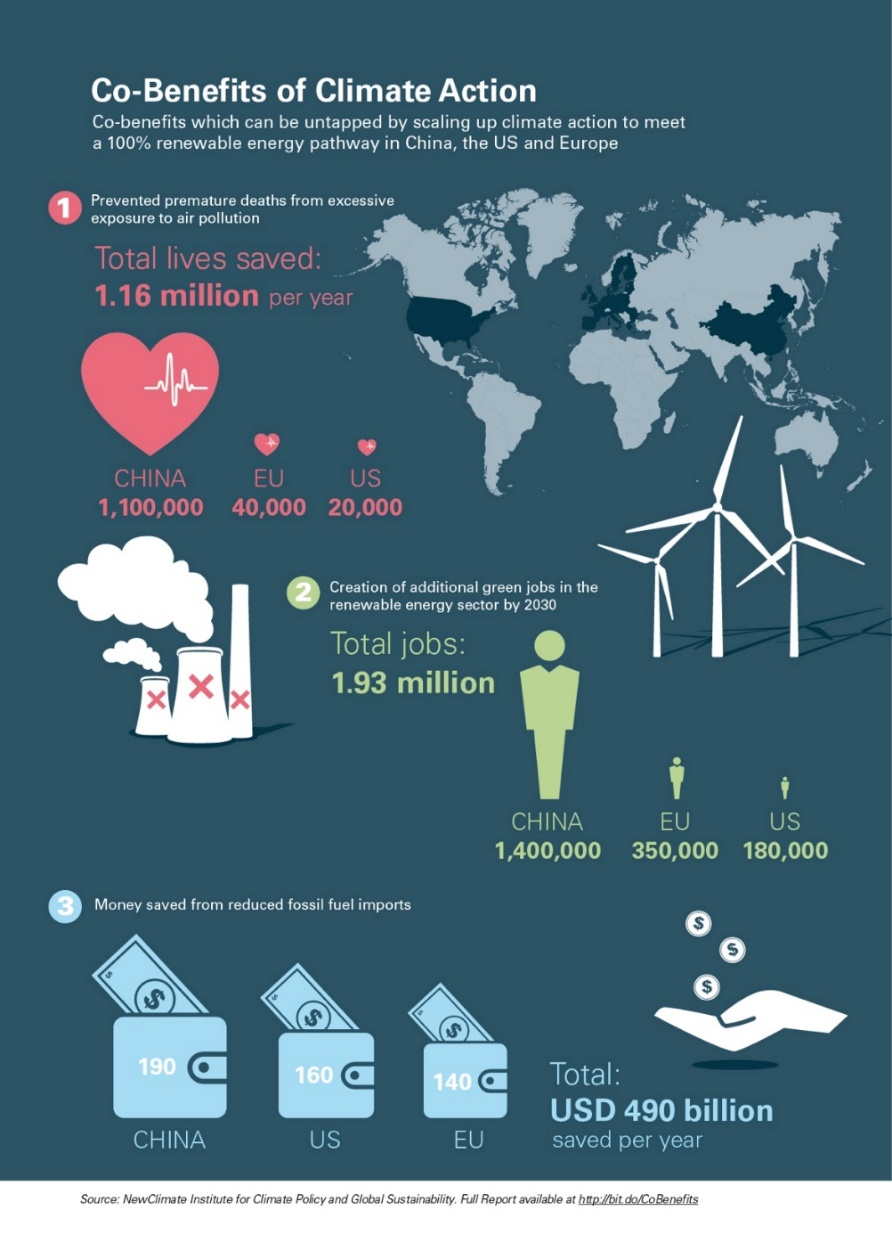 Co-Benefits of Climate Action
Co-benefits which can be untapped by scaling up climate action to meet
a 100% renewable energy pathway in China, the US and Europe
1
Prevented premature deaths from excessive
exposure to air pollution
Total lives saved:
1.16 million per year
CHINA
1,100,000
EU
40,000
US
20,000
2
Creation of additional green jobs in the
renewable energy sector by 2030
Total jobs:
1.93 million
CHINA
1,400,000
EU
350,000
US
180,000
3
Money saved from reduced fossil fuel imports
$
$
190
CHINA
$
$
160
US
$
$
140
EU
$
$
$
Total:
USD 490 billion
saved per year
Source: NewClimate Institute for Climate Policy and Global Sustainability. Full Report available at http://bit.do/CoBenefits